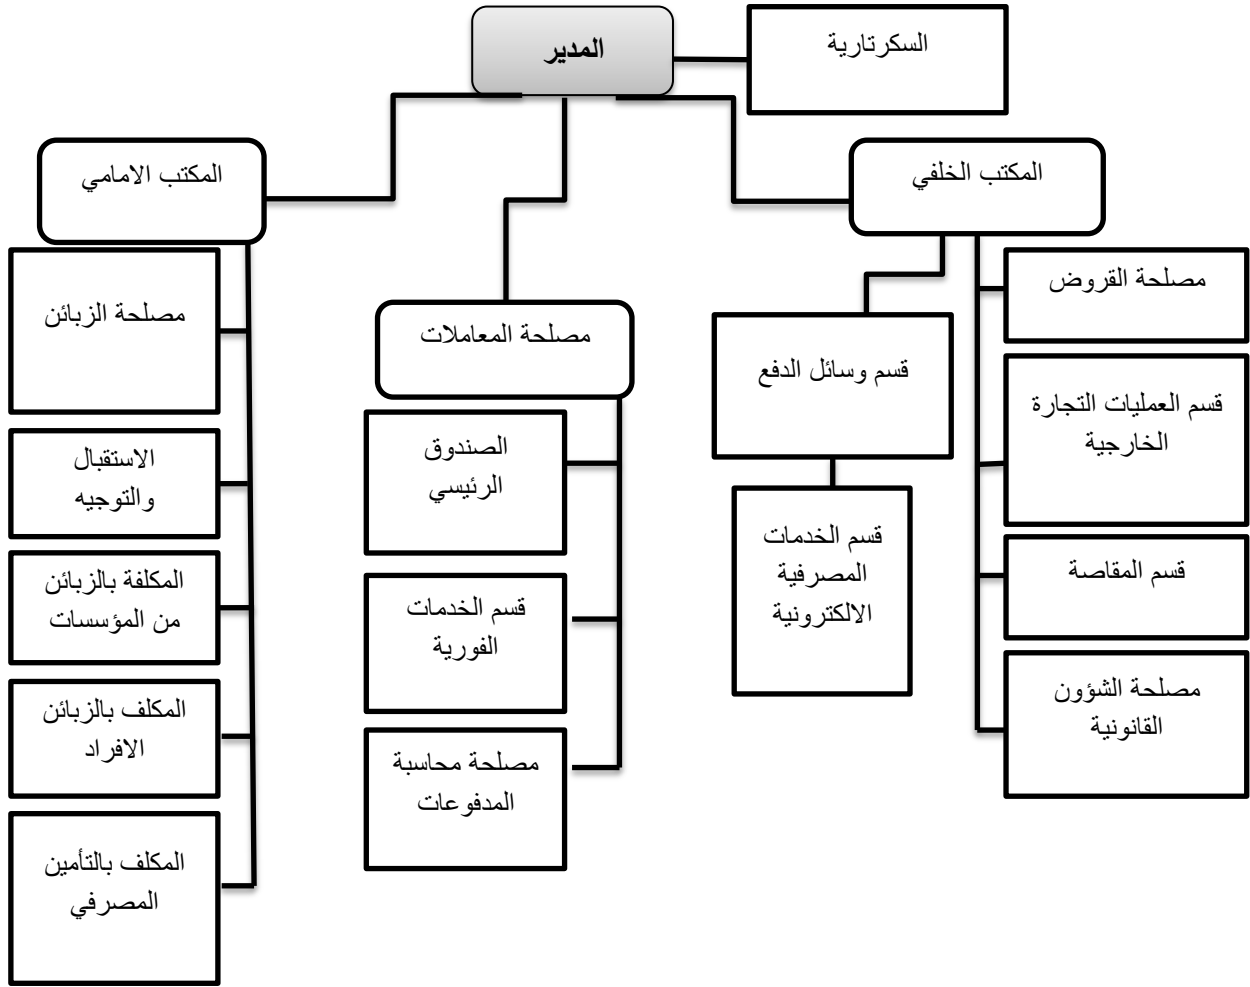 المدير
السكرتارية
المكتب الخلفي
المكتب الامامي
مصلحة القروض
قسم العمليات التجارة
الخارجية
قسم المقاصة
مصلحة الشؤون
القانونية
قسم وسائل الدفع
قسم الخدمات
المصرفية
الالكترونية
مصلحة المعاملات
الصندوق
الرئيسي
قسم الخدمات
الفورية
مصلحة محاسبة
المدفوعات
مصلحة الزبائن
الاستقبال
والتوجيه
المكلفة بالزبائن
من المؤسسات
المكلف بالزبائن
الافراد
المكلف بالتأمين
المصرفي